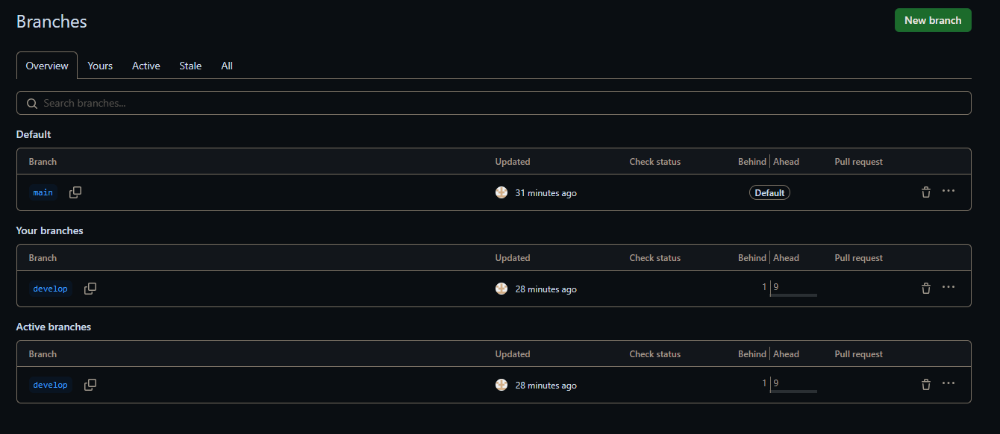 Branches
New branch
Overview Yours Active Stale All
Search branches...
Default
Branch Updated Check status Behind Ahead Pull request
main 31 minutes ago Default
Your branches
Branch Updated Check status Behind Ahead Pull request
develop 28 minutes ago 1 9
Active branches
Branch Updated Check status Behind Ahead Pull request
develop 28 minutes ago 1 9